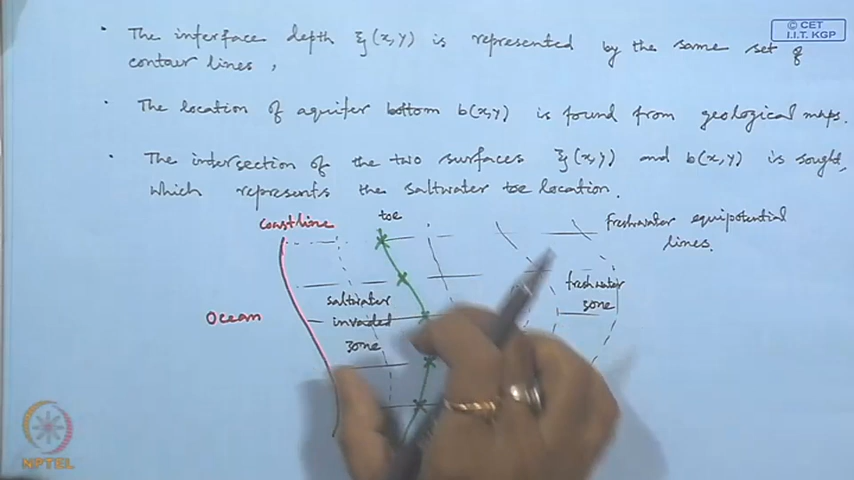 © CET
I.I.T. KGP
· The interface depth ξ(x,y) is represented by the same set of
contour lines,
· The location of aquifer bottom b(x,y) is found from geological maps.
· The intersection of the two surfaces ξ(x,y) and b(x,y) is sought,
which represents the saltwater toe location.
coastline
toe
freshwater equipotential
lines.
freshwater
zone
saltwater
invaded
zone
Ocean
NPTEL